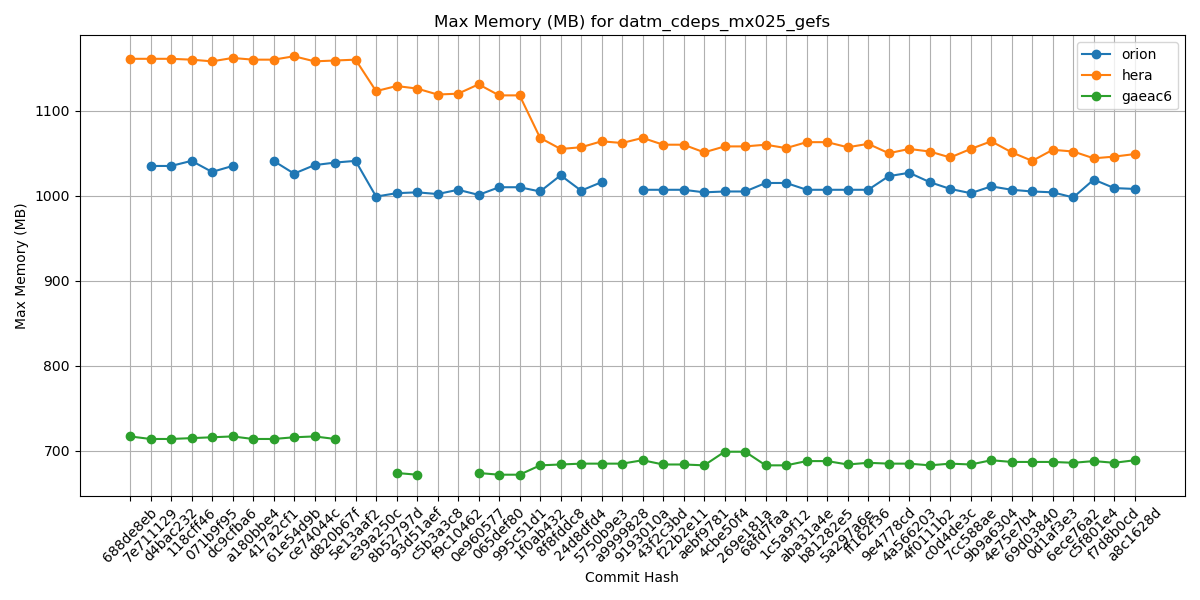 Max Memory (MB) for datm_cdeps_mx025_gefs
orion
hera
gaeac6
Max Memory (MB)
1100
1000
900
800
700
688de8eb
7e711129
d4bac232
118cff46
071b9f95
dc9cfba6
a180bbe4
417a2cf1
61e54d9b
ce74044c
d820b67f
5e13aaf2
e39a250c
8b52797d
93d51aef
c5b3a3c8
f9c10462
0e960577
065def80
995c51d1
1f0ab432
8f6fddc8
24d8dfd4
5750b9e3
a9999828
9193010a
43f2c3bd
f22b2e11
aebf9781
4cbe50f4
269e181a
68fd7faa
1c5a9f12
aba31a4e
b81282e5
ff162f36
9e4778cd
4a566203
4f0111b2
c0d4de3c
7cc588ae
9b9a6304
4e75e7b4
69d03840
0d1af3e3
6ece76a2
c5f801e4
f7d8b0cd
a8c1628d
Commit Hash